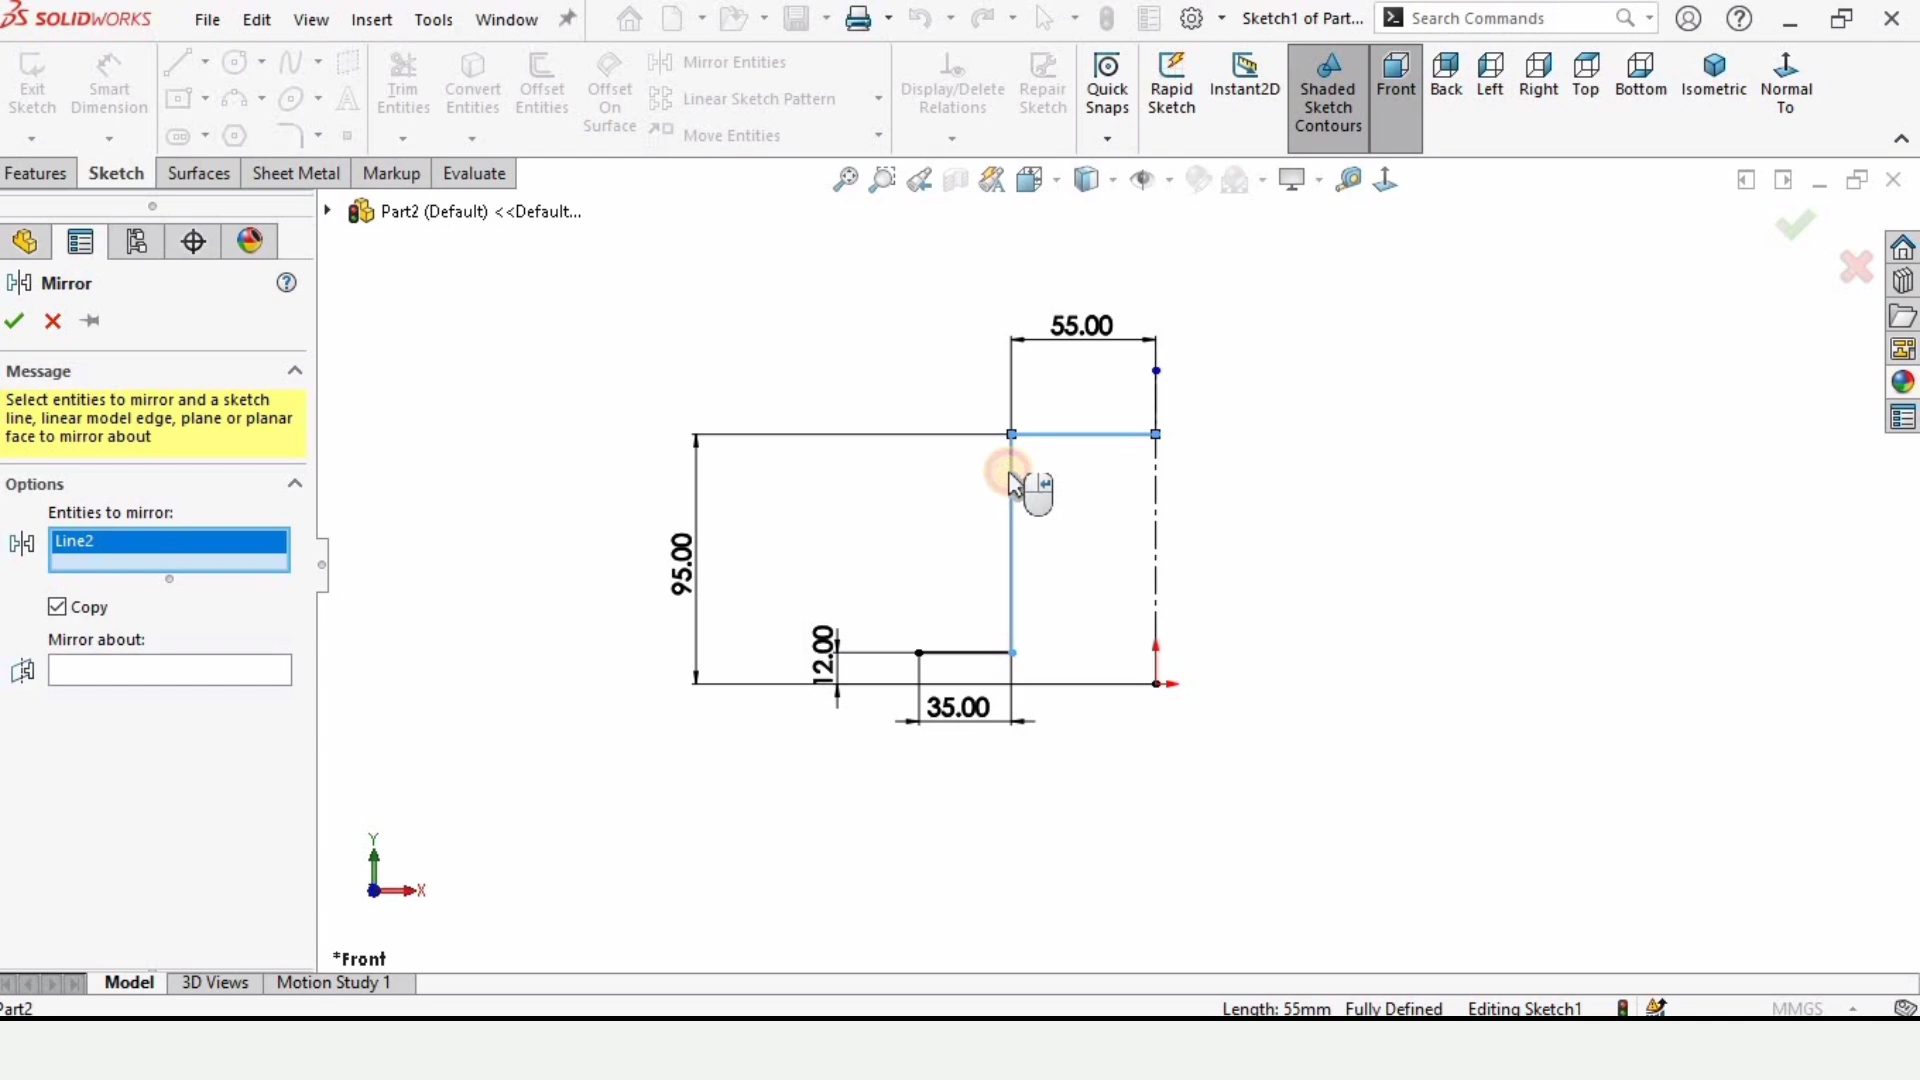 SOLIDWORKS
File Edit View Insert Tools Window
Sketch1 of Part...
Search Commands
Exit Sketch
Smart Dimension
Trim Entities
Convert Entities
Offset Entities
Offset On Surface
Mirror Entities
Linear Sketch Pattern
Move Entities
Display/Delete Relations
Repair Sketch
Quick Snaps
Rapid Sketch
Instant2D
Shaded Sketch Contours
Front
Back
Left
Right
Top
Bottom
Isometric
Normal To
Features Sketch Surfaces Sheet Metal Markup Evaluate
Part2 (Default) <<Default...
Mirror
Message
Select entities to mirror and a sketch
line, linear model edge, plane or planar
face to mirror about
Options
Entities to mirror:
Line2
Copy
Mirror about:
55.00
95.00
12.00
35.00
Y
X
*Front
Model 3D Views Motion Study 1
Part2
Length: 55mm Fully Defined Editing Sketch1 MMGS